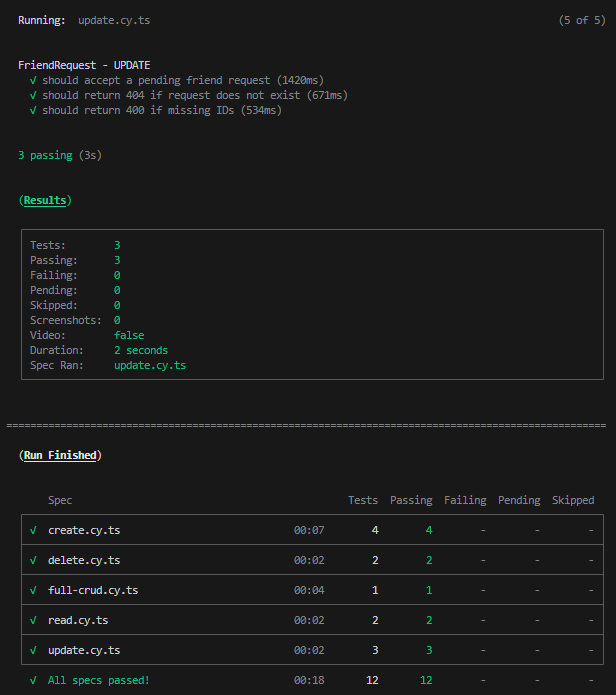 Running:  update.cy.ts (5 of 5)
FriendRequest - UPDATE
√ should accept a pending friend request (1420ms)
√ should return 404 if request does not exist (671ms)
√ should return 400 if missing IDs (534ms)
3 passing (3s)
(Results)
Tests: 3
Passing: 3
Failing: 0
Pending: 0
Skipped: 0
Screenshots: 0
Video: false
Duration: 2 seconds
Spec Ran: update.cy.ts
====================================================================================================
(Run Finished)
Spec Tests Passing Failing Pending Skipped
√ create.cy.ts 00:07 4 4 - - -
√ delete.cy.ts 00:02 2 2 - - -
√ full-crud.cy.ts 00:04 1 1 - - -
√ read.cy.ts 00:02 2 2 - - -
√ update.cy.ts 00:02 3 3 - - -
√ All specs passed! 00:18 12 12 - - -